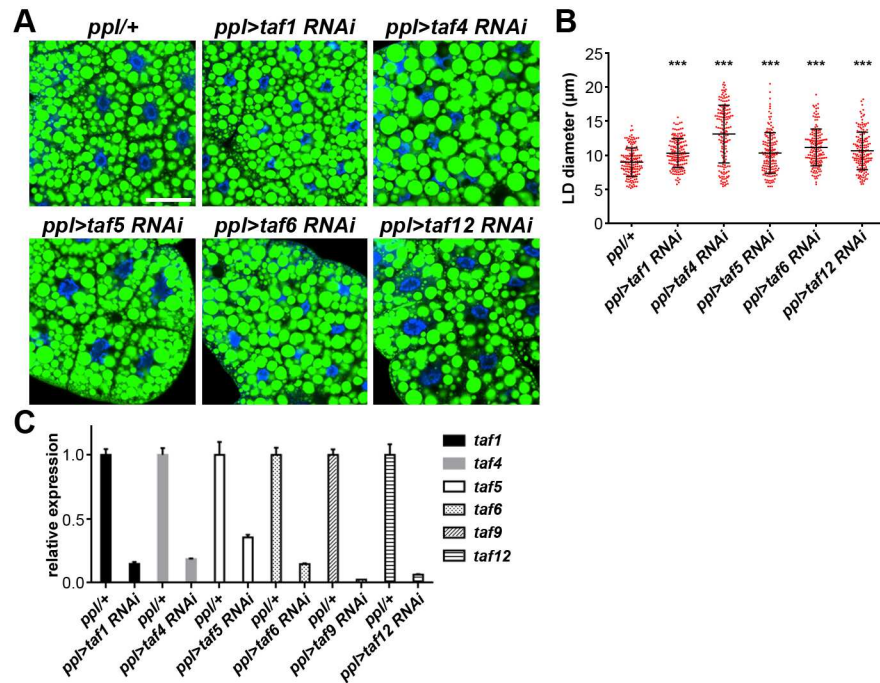 A
ppl/+
ppl>taf1 RNAi
ppl>taf4 RNAi
ppl>taf5 RNAi
ppl>taf6 RNAi
ppl>taf12 RNAi
B
LD diameter (μm)
25
20
15
10
5
0
***
***
***
***
***
ppl/+
ppl>taf1 RNAi
ppl>taf4 RNAi
ppl>taf5 RNAi
ppl>taf6 RNAi
ppl>taf12 RNAi
C
relative expression
1.0
0.5
0.0
ppl/+
ppl>taf1 RNAi
ppl/+
ppl>taf4 RNAi
ppl/+
ppl>taf5 RNAi
ppl/+
ppl>taf6 RNAi
ppl/+
ppl>taf9 RNAi
ppl/+
ppl>taf12 RNAi
taf1
taf4
taf5
taf6
taf9
taf12